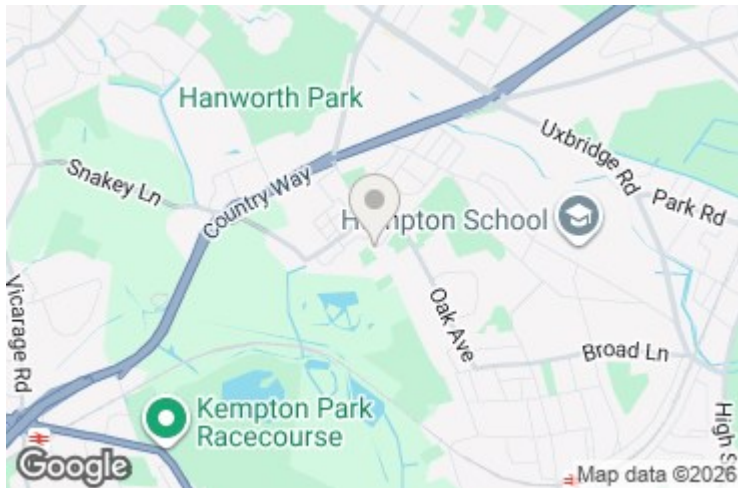 Hanworth Park
Uxbridge Rd
Snakey Ln
Country Way
Park Rd
Hampton School
Vicarage Rd
Oak Ave
Broad Ln
Kempton Park
Racecourse
High S
Google
Map data ©2026